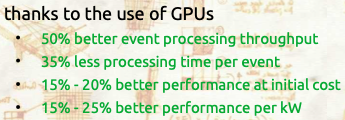 thanks to the use of GPUs
• 50% better event processing throughput
• 35% less processing time per event
• 15% - 20% better performance at initial cost
• 15% - 25% better performance per kW